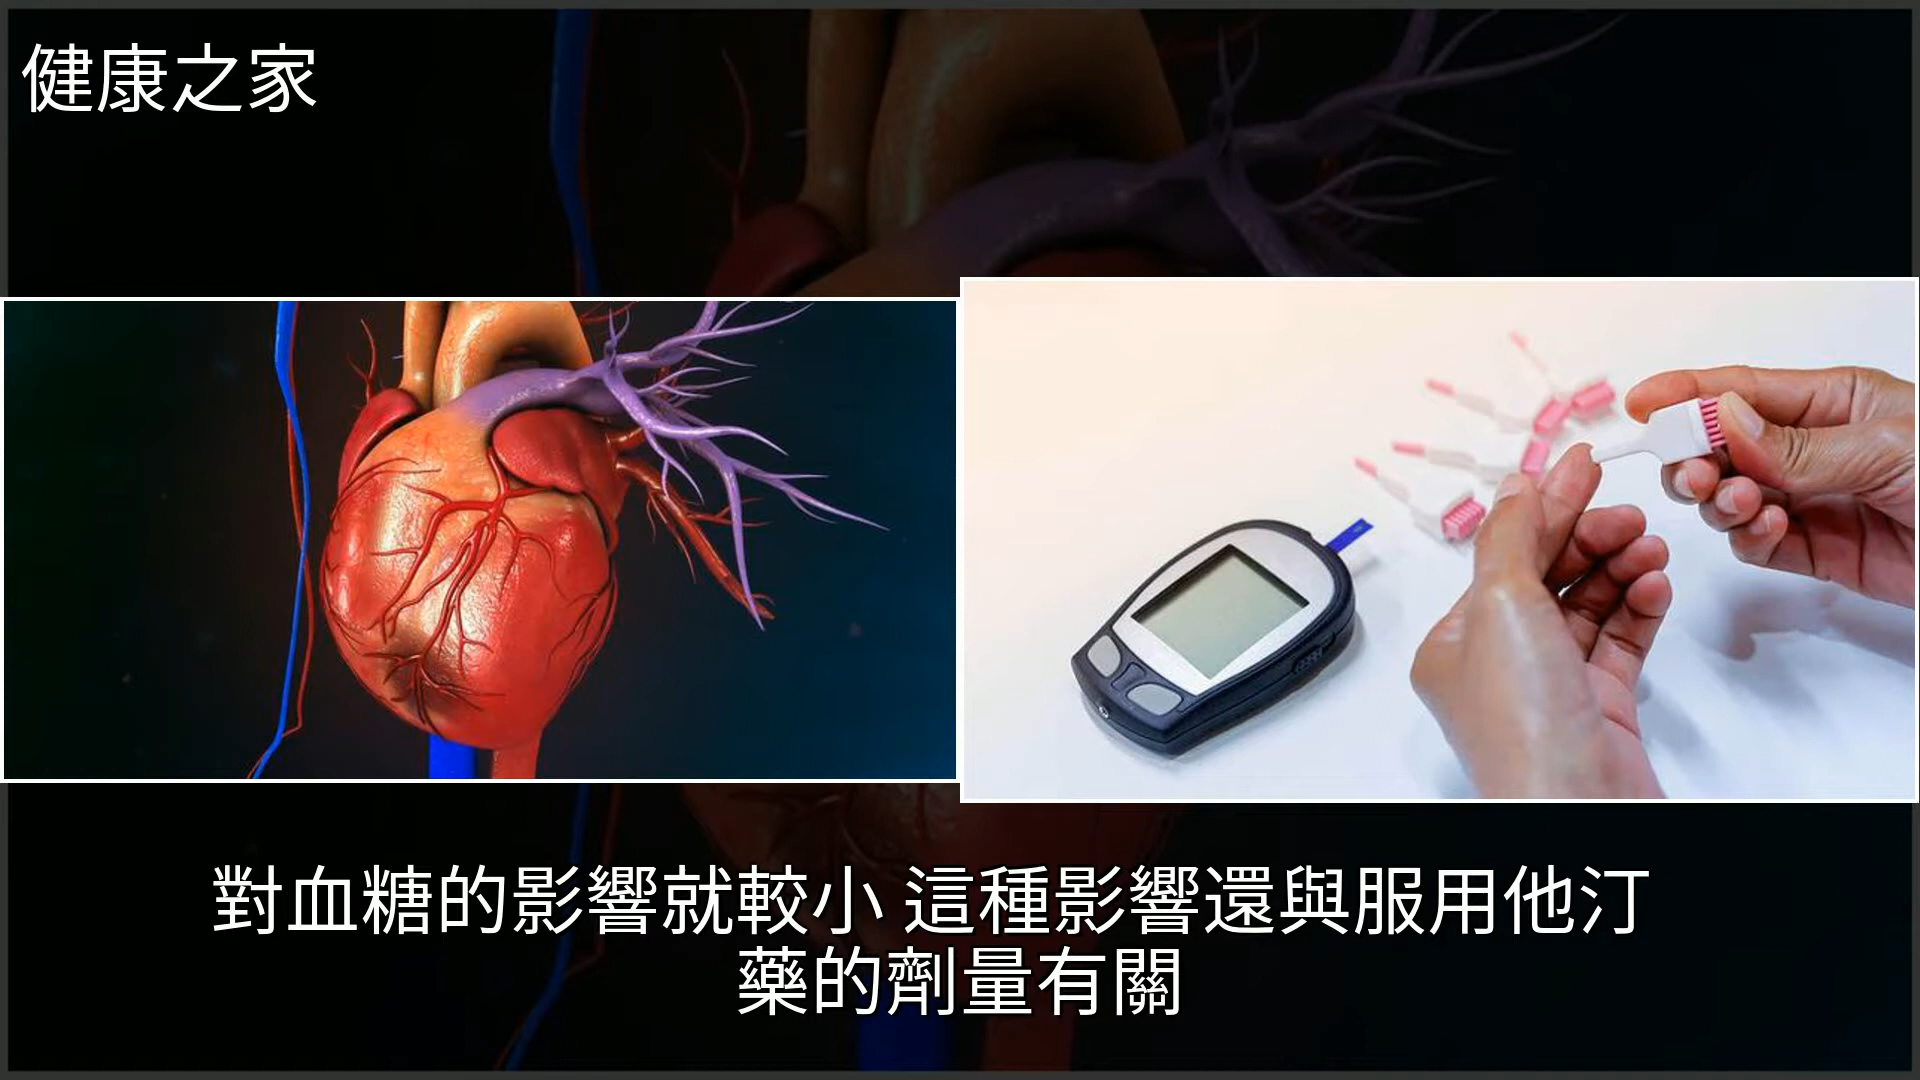 健康之家
對血糖的影響就較小 這種影響還與服用他汀
藥的劑量有關